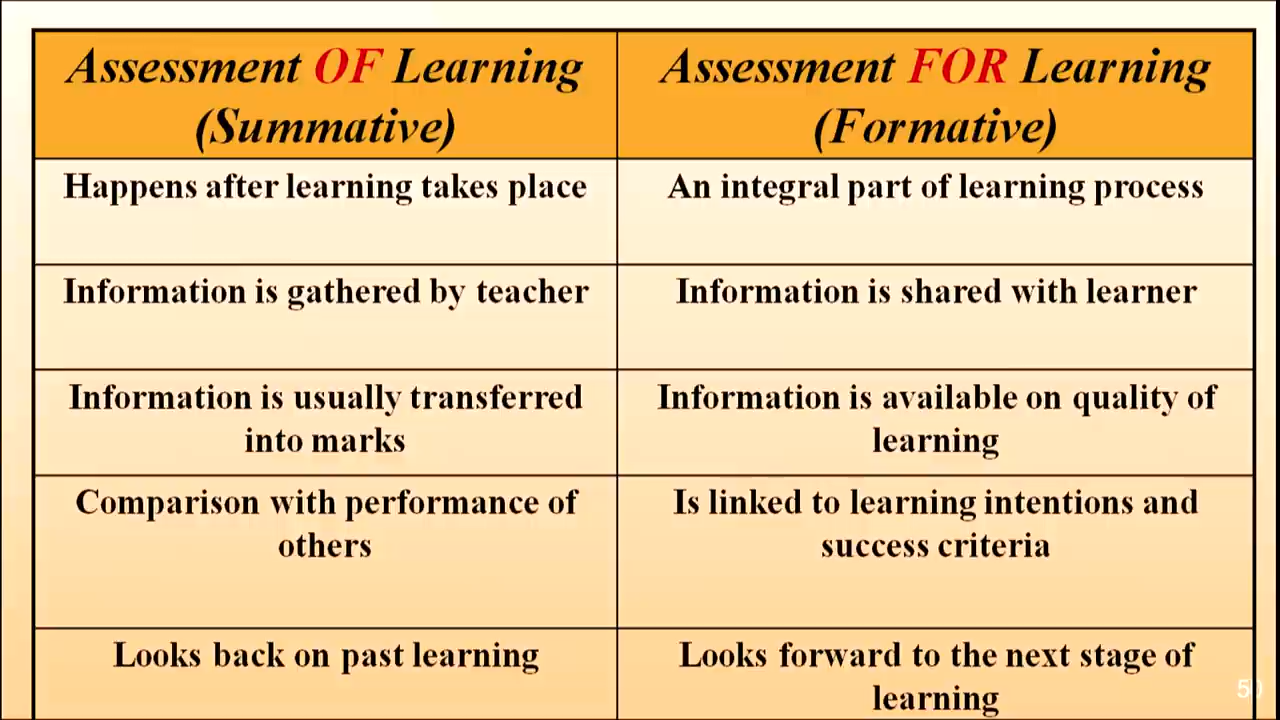 Assessment OF Learning
(Summative)
Assessment FOR Learning
(Formative)
Happens after learning takes place
An integral part of learning process
Information is gathered by teacher
Information is shared with learner
Information is usually transferred
into marks
Information is available on quality of
learning
Comparison with performance of
others
Is linked to learning intentions and
success criteria
Looks back on past learning
Looks forward to the next stage of
learning